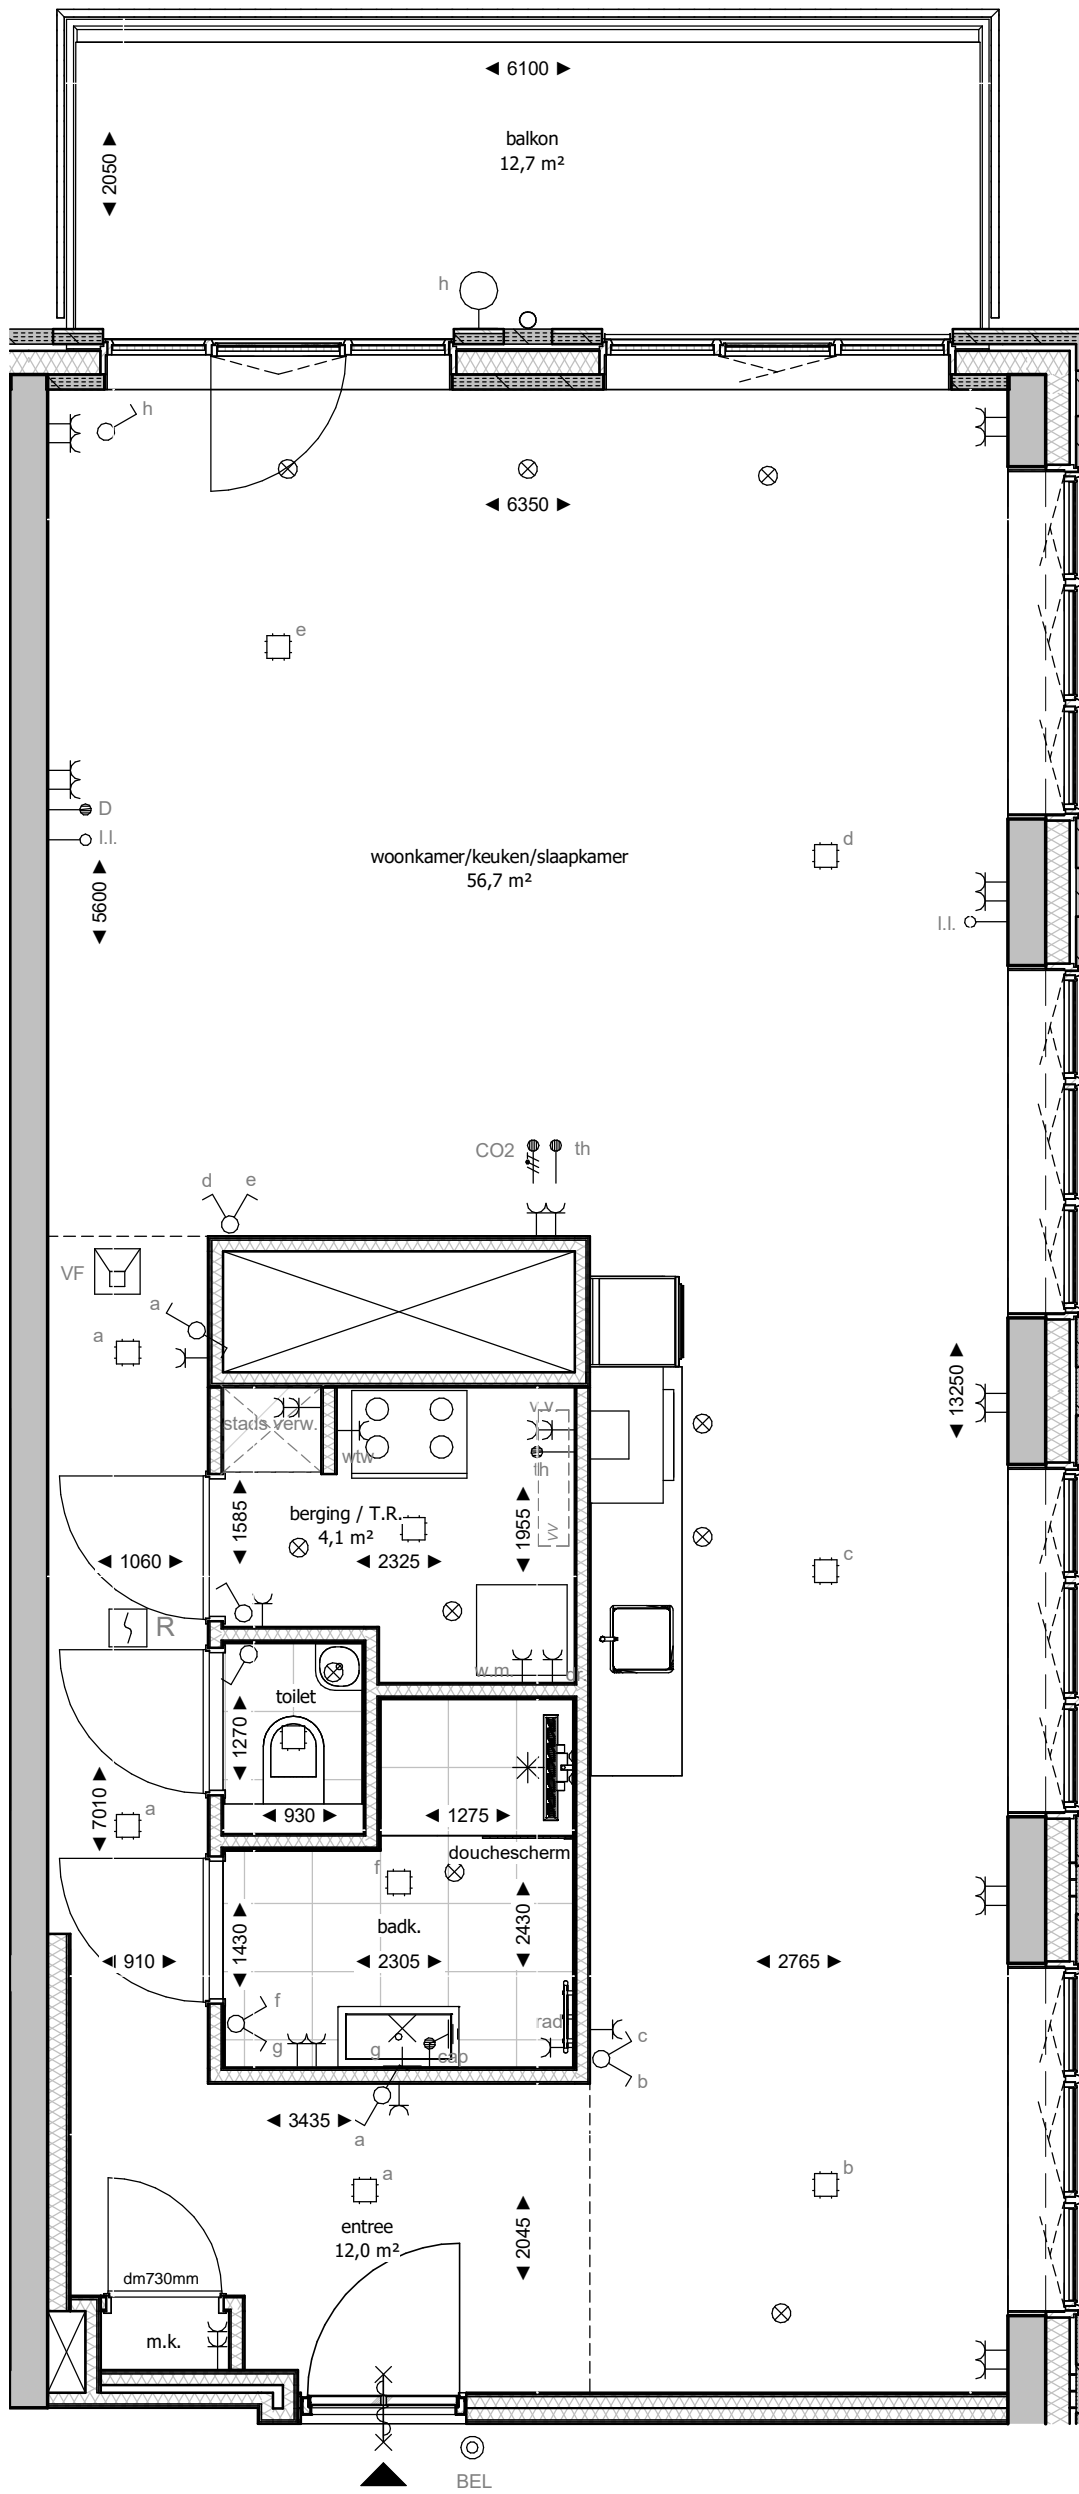 ◄ 6100 ►
balkon
12,7 m²
◄ 2050 ►
h
h
◄ 6350 ►
e
D
l.l.
woonkamer/keuken/slaapkamer
56,7 m²
d
◄ 5600 ►
l.l.
CO2
th
d
e
VF
a
a
◄ 13250 ►
stads verw.
v.v.
wtw
th
berging / T.R.
4,1 m²
◄ 1585 ►
◄ 1955 ►
vv
◄ 1060 ►
◄ 2325 ►
c
R
w.m.
dr
toilet
◄ 1270 ►
◄ 7010 ►
a
◄ 930 ►
◄ 1275 ►
douchescherm
f
badk.
◄ 1430 ►
◄ 2430 ►
◄ 910 ►
◄ 2305 ►
◄ 2765 ►
f
g
g
cap
rad
c
b
◄ 3435 ►
a
a
b
entree
12,0 m²
◄ 2045 ►
dm730mm
m.k.
BEL